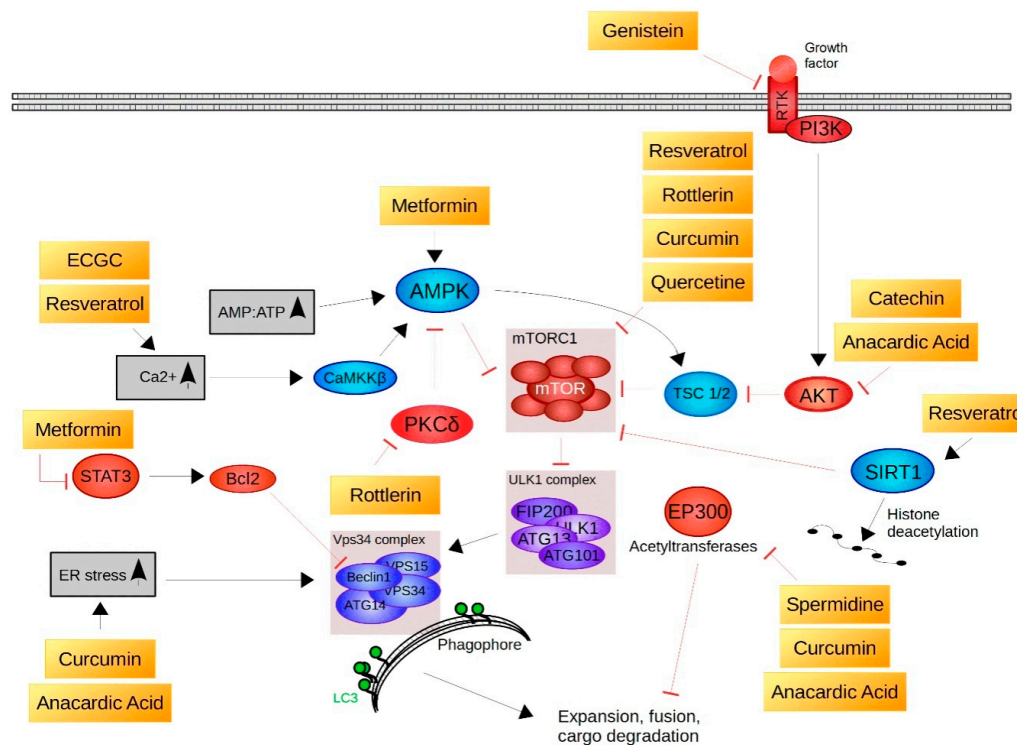 Genistein
Growth
factor
RTK
PI3K
Resveratrol
Rottlerin
Curcumin
Quercetine
Metformin
ECGC
Resveratrol
AMP:ATP
AMPK
Catechin
Anacardic Acid
mTORC1
mTOR
Ca2+
CaMKKβ
TSC 1/2
AKT
PKCδ
Metformin
STAT3
Bcl2
Rottlerin
Resveratrol
SIRT1
ULK1 complex
FIP200
ULK1
ATG13
ATG101
EP300
Acetyltransferases
Histone
deacetylation
Vps34 complex
VPS15
Beclin1
VPS34
ATG14
ER stress
Phagophore
LC3
Curcumin
Anacardic Acid
Spermidine
Curcumin
Anacardic Acid
Expansion, fusion,
cargo degradation